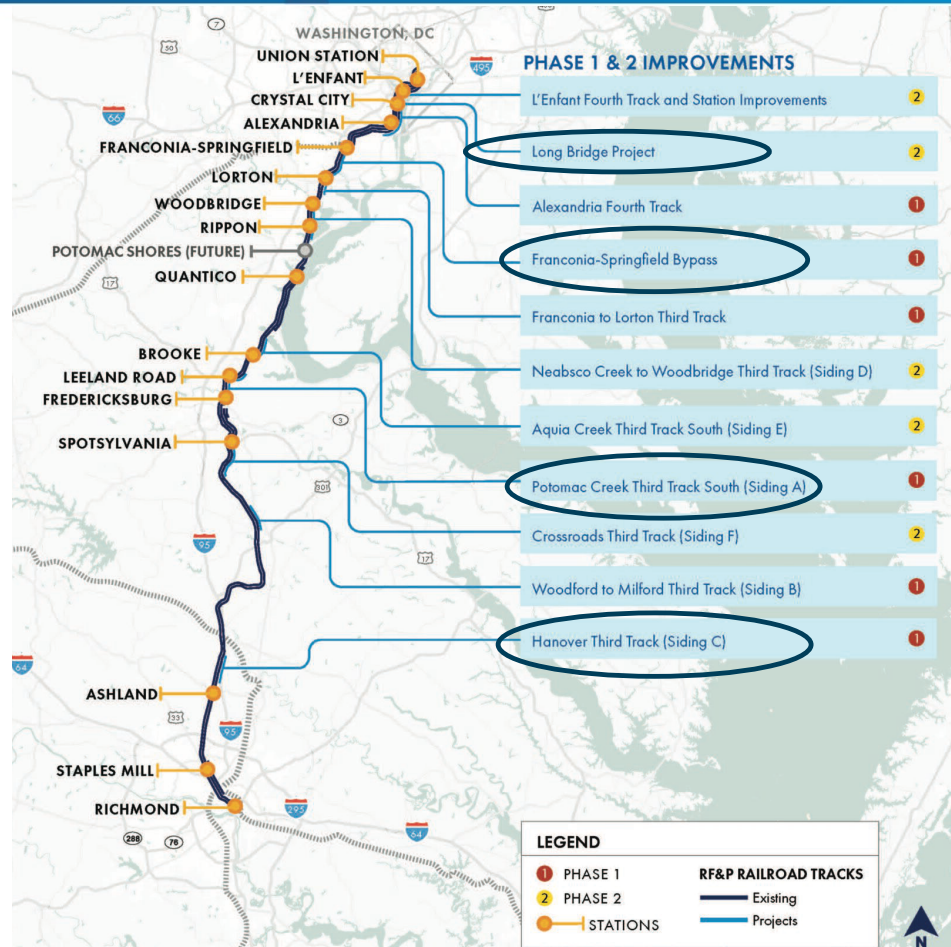 WASHINGTON, DC
UNION STATION
L'ENFANT
CRYSTAL CITY
ALEXANDRIA
FRANCONIA-SPRINGFIELD
LORTON
WOODBRIDGE
RIPPON
POTOMAC SHORES (FUTURE)
QUANTICO
BROOKE
LEELAND ROAD
FREDERICKSBURG
SPOTSYLVANIA
ASHLAND
STAPLES MILL
RICHMOND
7
50
495
66
17
3
301
95
17
64
33
95
295
288
76
64
PHASE 1 & 2 IMPROVEMENTS
L'Enfant Fourth Track and Station Improvements 2
Long Bridge Project 2
Alexandria Fourth Track 1
Franconia-Springfield Bypass 1
Franconia to Lorton Third Track 1
Neabsco Creek to Woodbridge Third Track (Siding D) 2
Aquia Creek Third Track South (Siding E) 2
Potomac Creek Third Track South (Siding A) 1
Crossroads Third Track (Siding F) 2
Woodford to Milford Third Track (Siding B) 1
Hanover Third Track (Siding C) 1
LEGEND
1 PHASE 1
2 PHASE 2
STATIONS
RF&P RAILROAD TRACKS
Existing
Projects
N